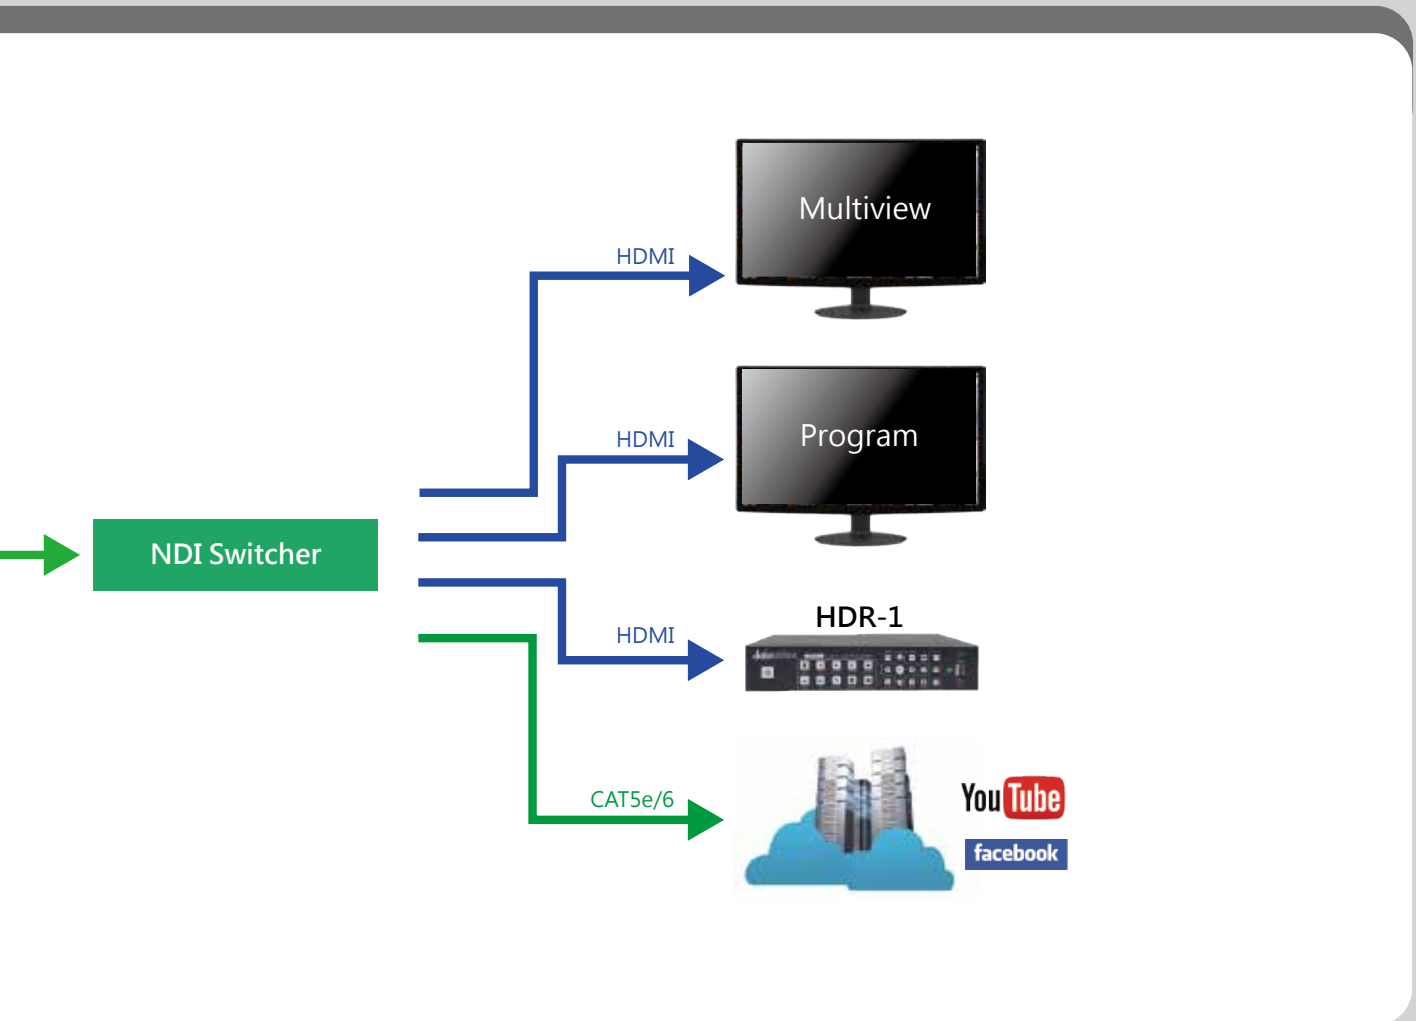 Multiview
HDMI
HDMI
Program
NDI Switcher
HDR-1
HDMI
CAT5e/6
YouTube
facebook